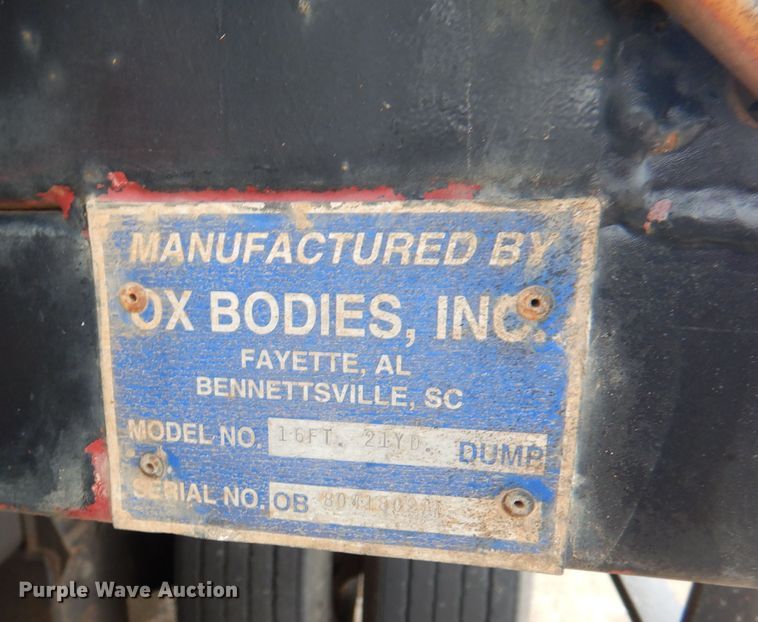 MANUFACTURED BY
OX BODIES, INC.
FAYETTE, AL
BENNETTSVILLE, SC
MODEL NO. 16FT. 21YD. DUMP
SERIAL NO. OB
Purple Wave Auction